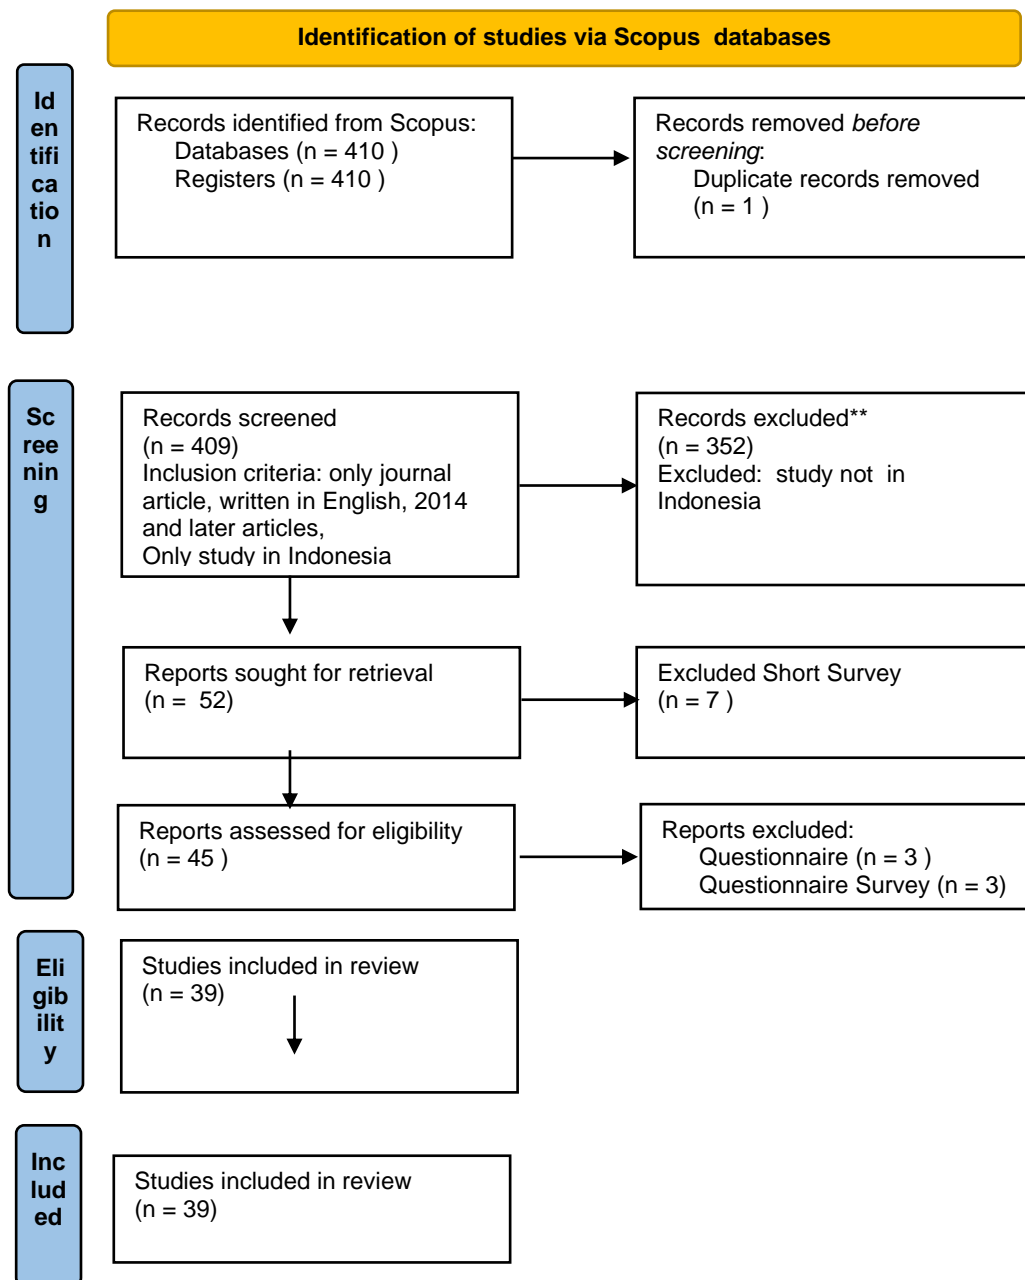 Identification of studies via Scopus databases
Id
en
tifi
ca
tio
n
Records identified from Scopus:
Databases (n = 410 )
Registers (n = 410 )
Records removed before
screening:
Duplicate records removed
(n = 1 )
Sc
ree
nin
g
Records screened
(n = 409)
Inclusion criteria: only journal
article, written in English, 2014
and later articles,
Only study in Indonesia
Records excluded**
(n = 352)
Excluded: study not in
Indonesia
Reports sought for retrieval
(n = 52)
Excluded Short Survey
(n = 7 )
Reports assessed for eligibility
(n = 45 )
Reports excluded:
Questionnaire (n = 3 )
Questionnaire Survey (n = 3)
Eli
gib
ilit
y
Studies included in review
(n = 39)
Inc
lud
ed
Studies included in review
(n = 39)